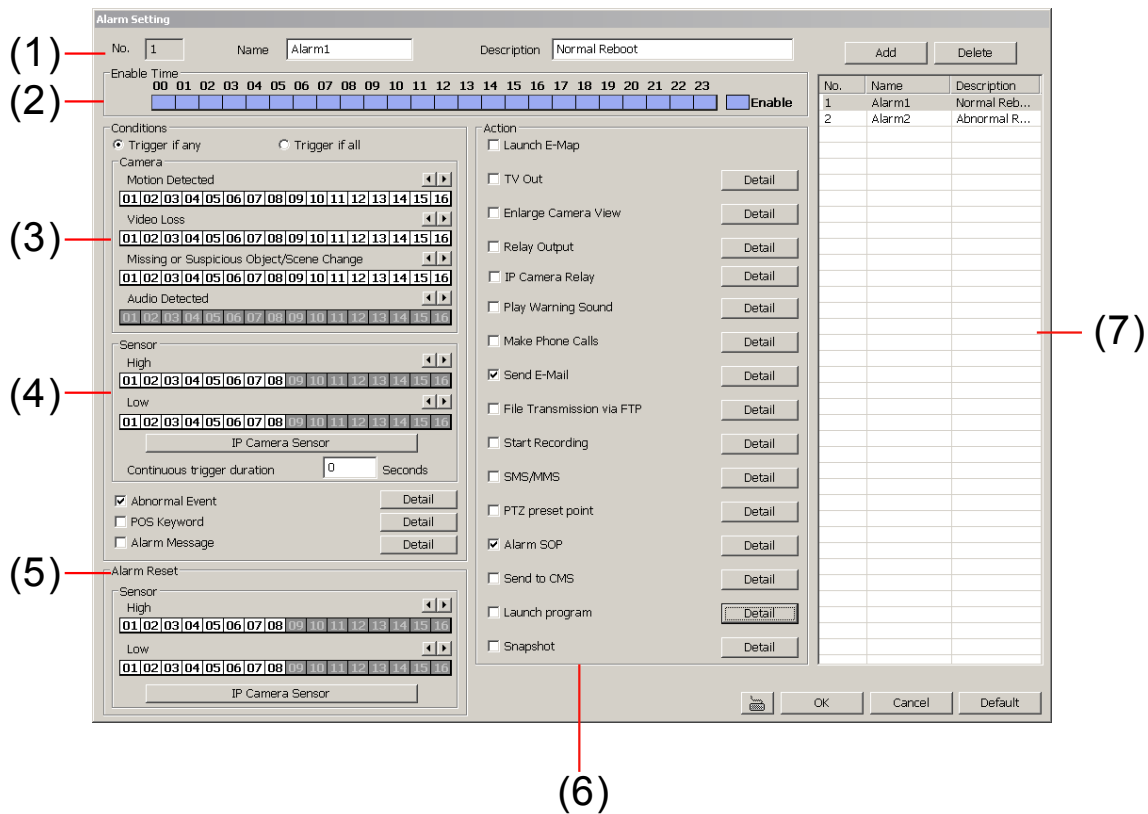 Alarm Setting
(1)
No. 1 Name Alarm1 Description Normal Reboot
Add Delete
(2)
Enable Time
00 01 02 03 04 05 06 07 08 09 10 11 12 13 14 15 16 17 18 19 20 21 22 23
Enable
(3)
Conditions
Trigger if any Trigger if all
Camera
Motion Detected
01 02 03 04 05 06 07 08 09 10 11 12 13 14 15 16
Video Loss
01 02 03 04 05 06 07 08 09 10 11 12 13 14 15 16
Missing or Suspicious Object/Scene Change
01 02 03 04 05 06 07 08 09 10 11 12 13 14 15 16
Audio Detected
01 02 03 04 05 06 07 08 09 10 11 12 13 14 15 16
(4)
Sensor
High
01 02 03 04 05 06 07 08 09 10 11 12 13 14 15 16
Low
01 02 03 04 05 06 07 08 09 10 11 12 13 14 15 16
IP Camera Sensor
Continuous trigger duration 0 Seconds
Abnormal Event Detail
POS Keyword Detail
Alarm Message Detail
(5)
Alarm Reset
Sensor
High
01 02 03 04 05 06 07 08 09 10 11 12 13 14 15 16
Low
01 02 03 04 05 06 07 08 09 10 11 12 13 14 15 16
IP Camera Sensor
Action
Launch E-Map
TV Out Detail
Enlarge Camera View Detail
Relay Output Detail
IP Camera Relay Detail
Play Warning Sound Detail
Make Phone Calls Detail
Send E-Mail Detail
File Transmission via FTP Detail
Start Recording Detail
SMS/MMS Detail
PTZ preset point Detail
Alarm SOP Detail
Send to CMS Detail
Launch program Detail
Snapshot Detail
(6)
No. Name Description
1 Alarm1 Normal Reb...
2 Alarm2 Abnormal R...
(7)
OK Cancel Default